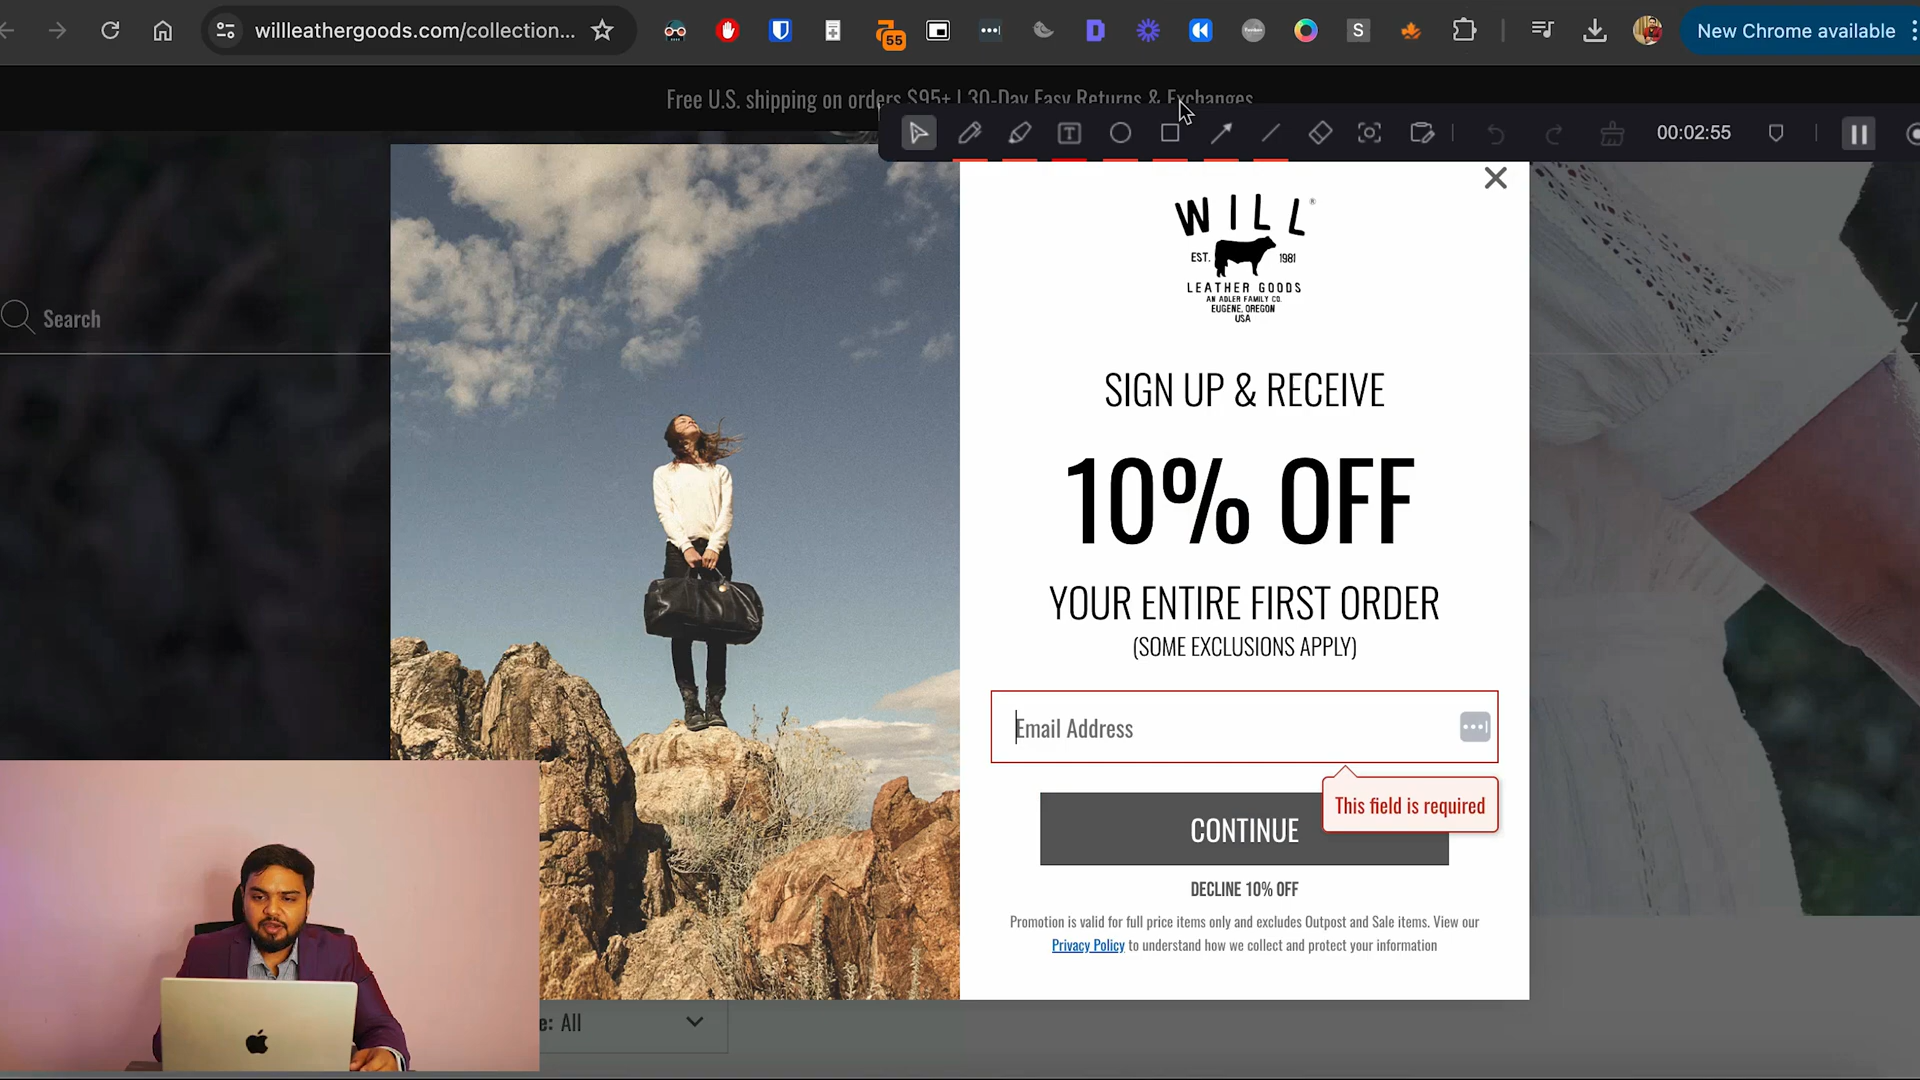 willleathergoods.com/collection...
55
S
New Chrome available
Free U.S. shipping on orders $95+ | 30-Day Easy Returns & Exchanges
00:02:55
Search
WILL®
EST. 1981
LEATHER GOODS
AN ADLER FAMILY CO.
EUGENE, OREGON
USA
SIGN UP & RECEIVE
10% OFF
YOUR ENTIRE FIRST ORDER
(SOME EXCLUSIONS APPLY)
Email Address
This field is required
CONTINUE
DECLINE 10% OFF
Promotion is valid for full price items only and excludes Outpost and Sale items. View our
Privacy Policy to understand how we collect and protect your information
e: All